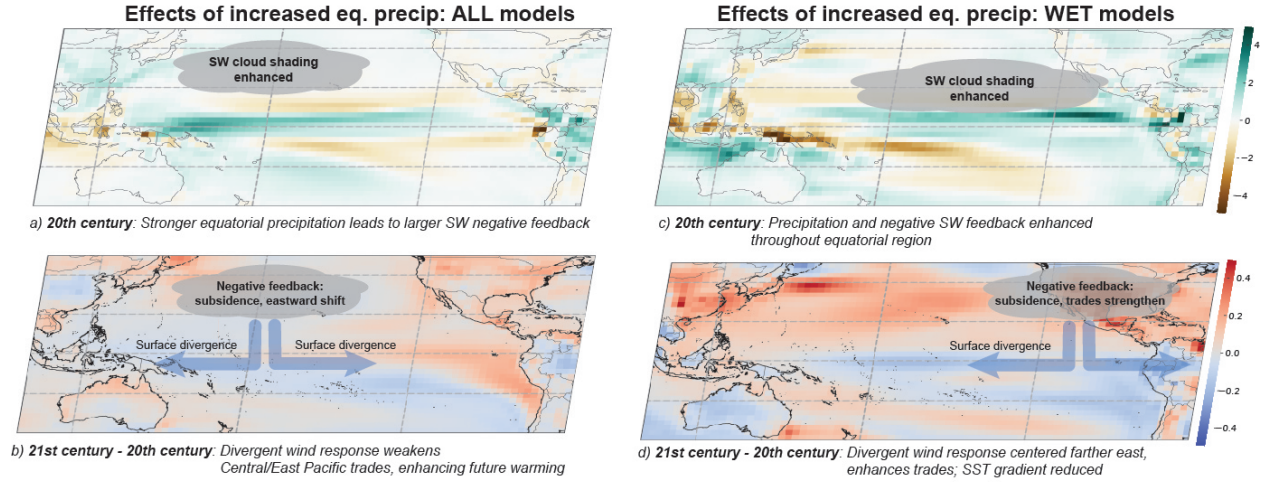 Effects of increased eq. precip: ALL models
SW cloud shading
enhanced
a) 20th century: Stronger equatorial precipitation leads to larger SW negative feedback
Negative feedback:
subsidence, eastward shift
Surface divergence
Surface divergence
b) 21st century - 20th century: Divergent wind response weakens
Central/East Pacific trades, enhancing future warming
Effects of increased eq. precip: WET models
SW cloud shading
enhanced
4
2
0
−2
−4
c) 20th century: Precipitation and negative SW feedback enhanced
throughout equatorial region
Negative feedback:
subsidence, trades strengthen
Surface divergence
0.4
0.2
0.0
−0.2
−0.4
d) 21st century - 20th century: Divergent wind response centered farther east,
enhances trades; SST gradient reduced